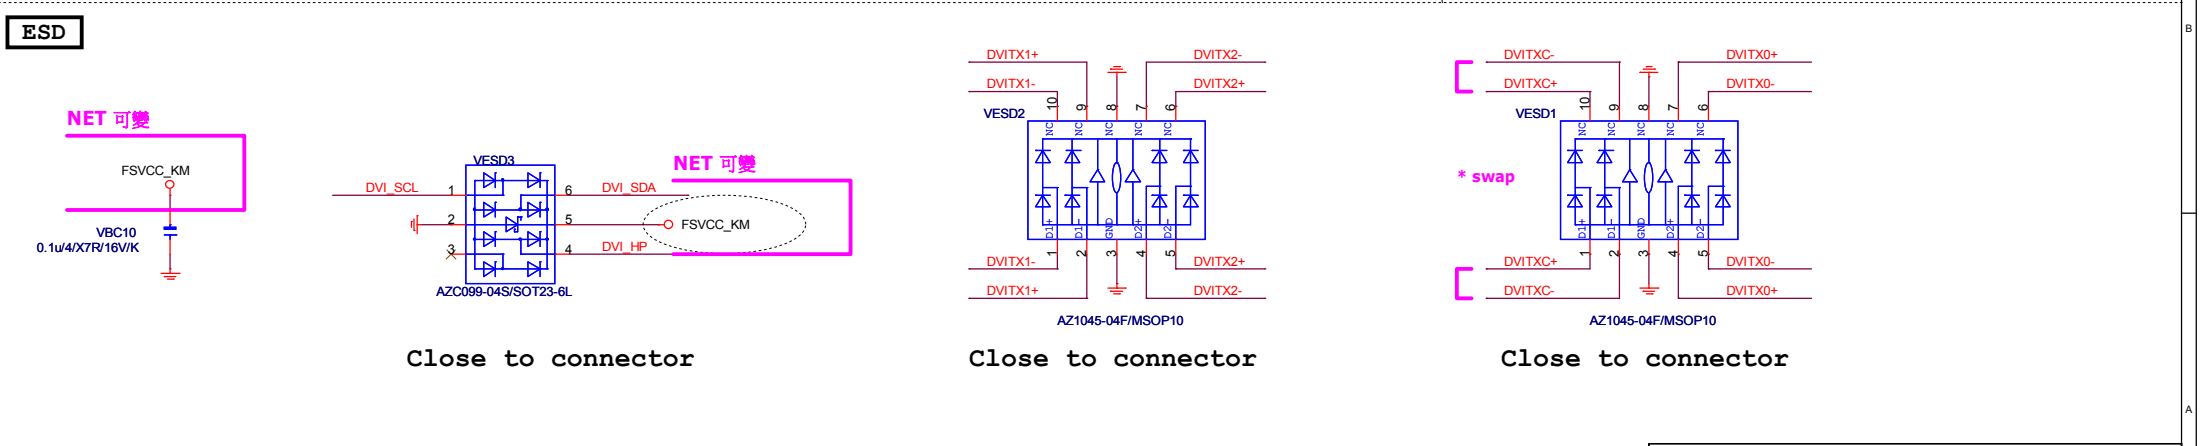 B
ESD
NET 可變
FSVCC_KM
VBC10
0.1u/4/X7R/16V/K
VESD3
NET 可變
DVI_SCL
1
6
DVI_SDA
2
5
FSVCC_KM
3
4
DVI_HP
AZC099-04S/SOT23-6L
Close to connector
DVITX1+
DVITX2-
DVITX1-
DVITX2+
VESD2
10
9
8
7
6
NC
NC
NC
NC
D1+
D1-
GND
D2+
D2-
1
2
3
4
5
DVITX1-
DVITX2+
DVITX1+
DVITX2-
AZ1045-04F/MSOP10
Close to connector
DVITXC-
DVITX0+
DVITXC+
DVITX0-
VESD1
10
9
8
7
6
NC
NC
NC
NC
* swap
D1+
D1-
GND
D2+
D2-
1
2
3
4
5
DVITXC+
DVITX0-
DVITXC-
DVITX0+
AZ1045-04F/MSOP10
Close to connector
A